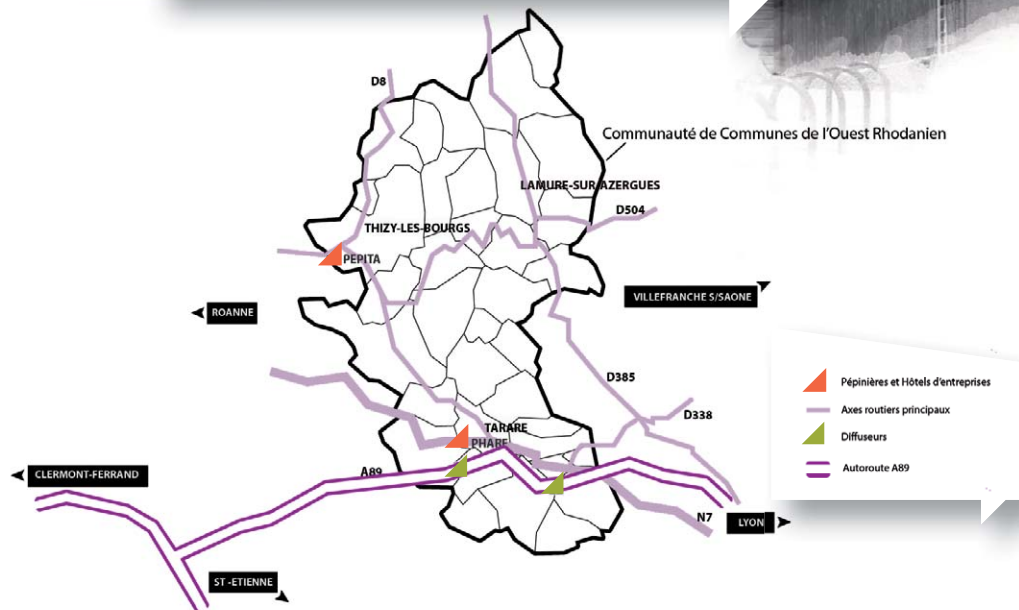 D8
Communauté de Communes de l'Ouest Rhodanien
LAMURE-SUR-AZERGUES
D504
THIZY-LES-BOURGS
PEPITA
VILLEFRANCHE S/SAONE
ROANNE
D385
Pépinières et Hôtels d'entreprises
Axes routiers principaux
Diffuseurs
Autoroute A89
D338
TARARE
PHARE
A89
CLERMONT-FERRAND
N7
LYON
ST -ETIENNE